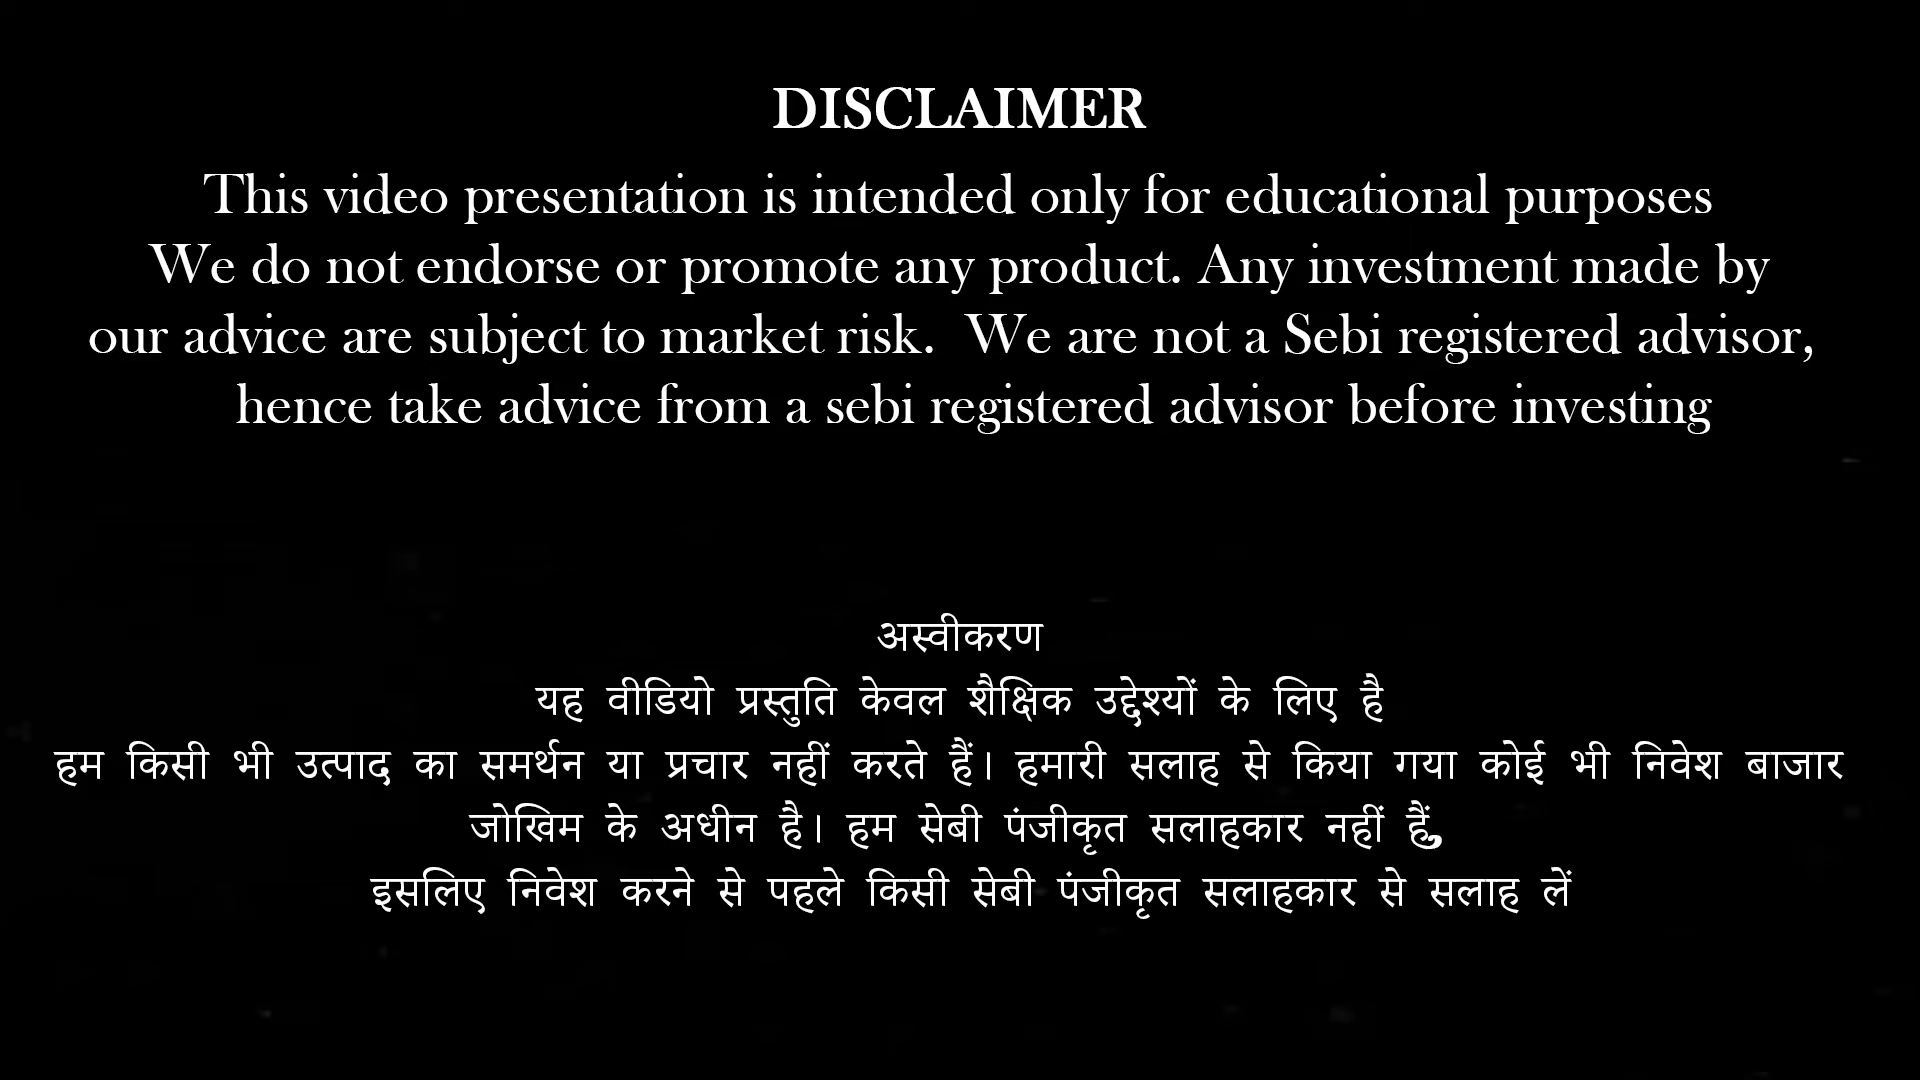 DISCLAIMER
This video presentation is intended only for educational purposes
We do not endorse or promote any product. Any investment made by
our advice are subject to market risk.  We are not a Sebi registered advisor,
hence take advice from a sebi registered advisor before investing
अस्वीकरण
यह वीडियो प्रस्तुति केवल शैक्षिक उद्देश्यों के लिए है
हम किसी भी उत्पाद का समर्थन या प्रचार नहीं करते हैं। हमारी सलाह से किया गया कोई भी निवेश बाजार
जोखिम के अधीन है। हम सेबी पंजीकृत सलाहकार नहीं हैं,
इसलिए निवेश करने से पहले किसी सेबी पंजीकृत सलाहकार से सलाह लें